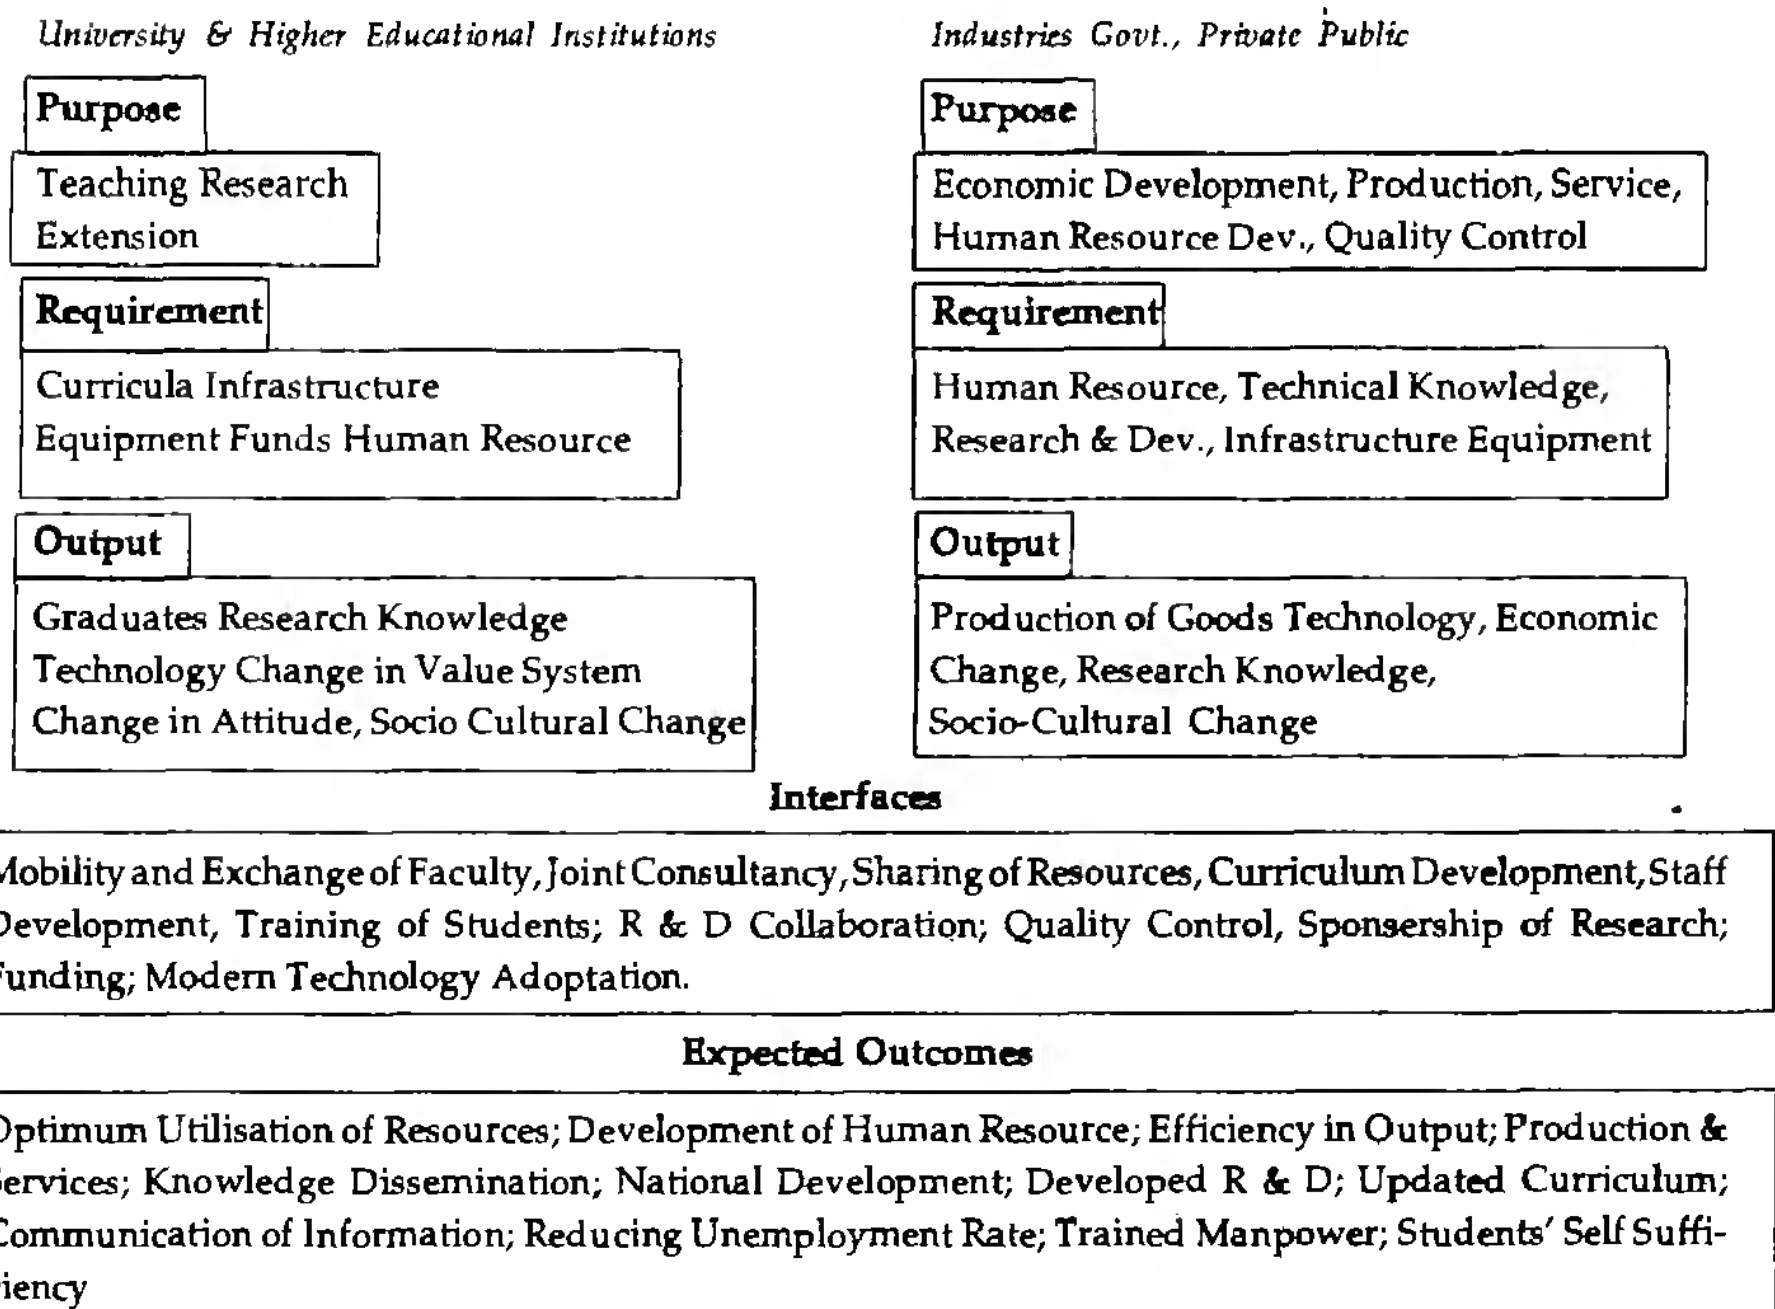 University & Higher Educational Institutions
Purpose
Teaching Research
Extension
Requirement
Curricula Infrastructure
Equipment Funds Human Resource
Output
Graduates Research Knowledge
Technology Change in Value System
Change in Attitude, Socio Cultural Change
Industries Govt., Private Public
Purpose
Economic Development, Production, Service,
Human Resource Dev., Quality Control
Requirement
Human Resource, Technical Knowledge,
Research & Dev., Infrastructure Equipment
Output
Production of Goods Technology, Economic
Change, Research Knowledge,
Socio-Cultural Change
Interfaces
Mobility and Exchange of Faculty, Joint Consultancy, Sharing of Resources, Curriculum Development, Staff
Development, Training of Students; R & D Collaboration; Quality Control, Sponsership of Research;
Funding; Modern Technology Adoptation.
Expected Outcomes
Optimum Utilisation of Resources; Development of Human Resource; Efficiency in Output; Production &
Services; Knowledge Dissemination; National Development; Developed R & D; Updated Curriculum;
Communication of Information; Reducing Unemployment Rate; Trained Manpower; Students' Self Suffi-
ciency